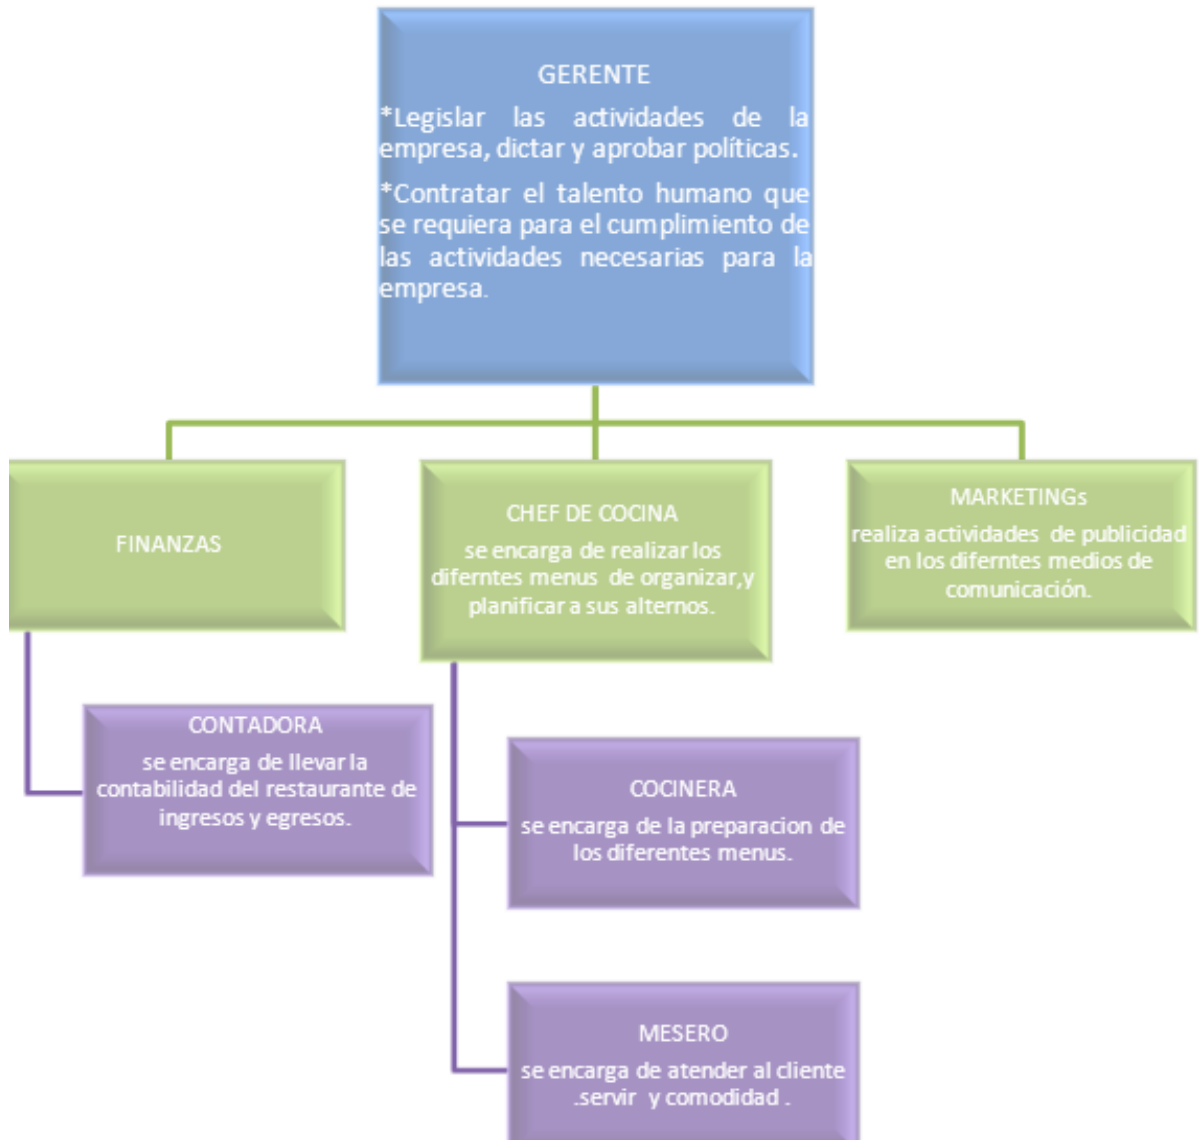 GERENTE
*Legislar las actividades de la
empresa, dictar y aprobar políticas.
*Contratar el talento humano que
se requiera para el cumplimiento de
las actividades necesarias para la
empresa.
FINANZAS
CHEF DE COCINA
se encarga de realizar los
diferntes menus de organizar,y
planificar a sus alternos.
MARKETINGs
realiza actividades de publicidad
en los diferntes medios de
comunicación.
CONTADORA
se encarga de llevar la
contabilidad del restaurante de
ingresos y egresos.
COCINERA
se encarga de la preparacion de
los diferentes menus.
MESERO
se encarga de atender al cliente
.servir y comodidad .